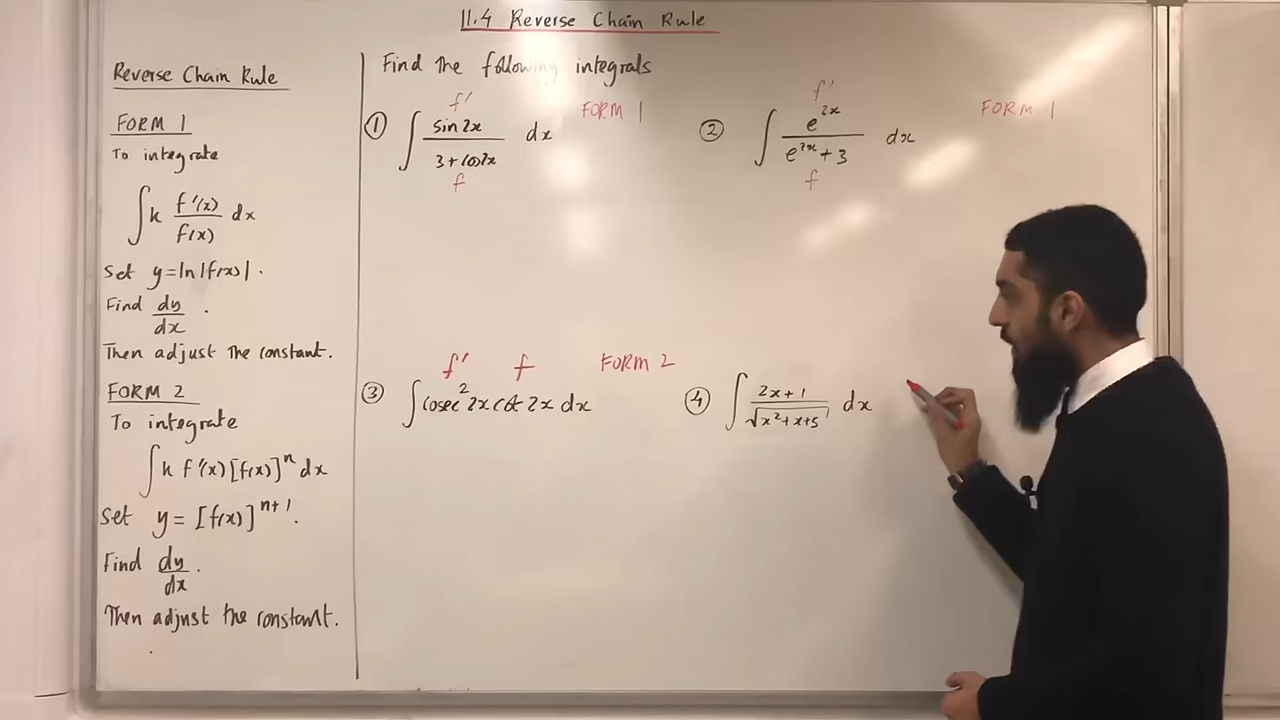 11.4 Reverse Chain Rule
Reverse Chain Rule
FORM 1
To integrate
∫ k f'(x)/f(x) dx
Set y = ln|f(x)|.
Find dy/dx.
Then adjust the constant.
FORM 2
To integrate
∫ k f'(x) [f(x)]^n dx
Set y = [f(x)]^(n+1).
Find dy/dx.
Then adjust the constant.
Find the following integrals
f'
① ∫ sin 2x / (3 + cos 2x) dx FORM 1
f
f'
② ∫ e^(2x) / (e^(2x) + 3) dx FORM 1
f
f' f FORM 2
③ ∫ cosec² 2x cot 2x dx
④ ∫ (2x + 1) / √(x² + x + 5) dx